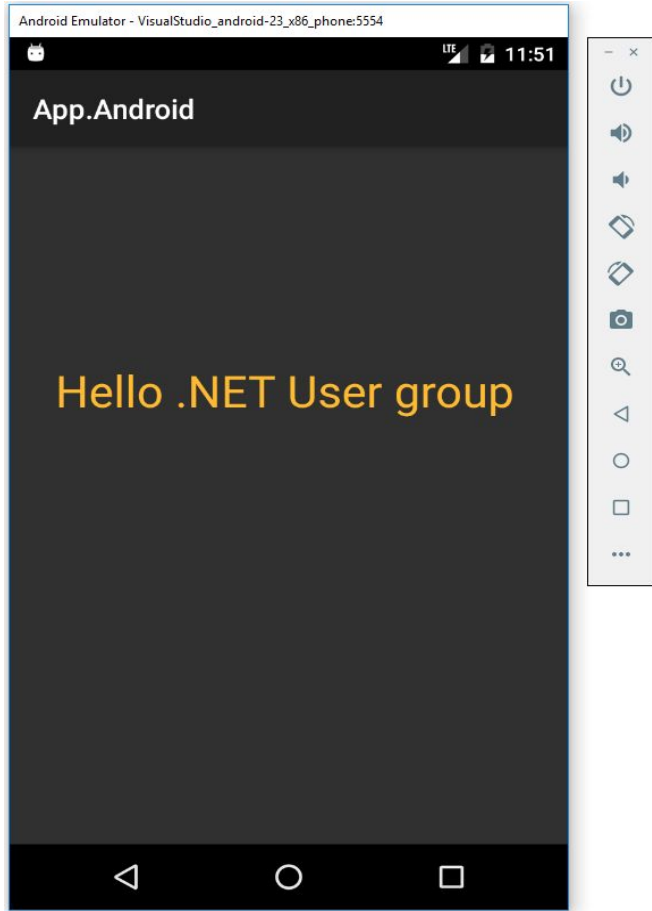 Android Emulator - VisualStudio_android-23_x86_phone:5554
LTE 11:51
App.Android
Hello .NET User group